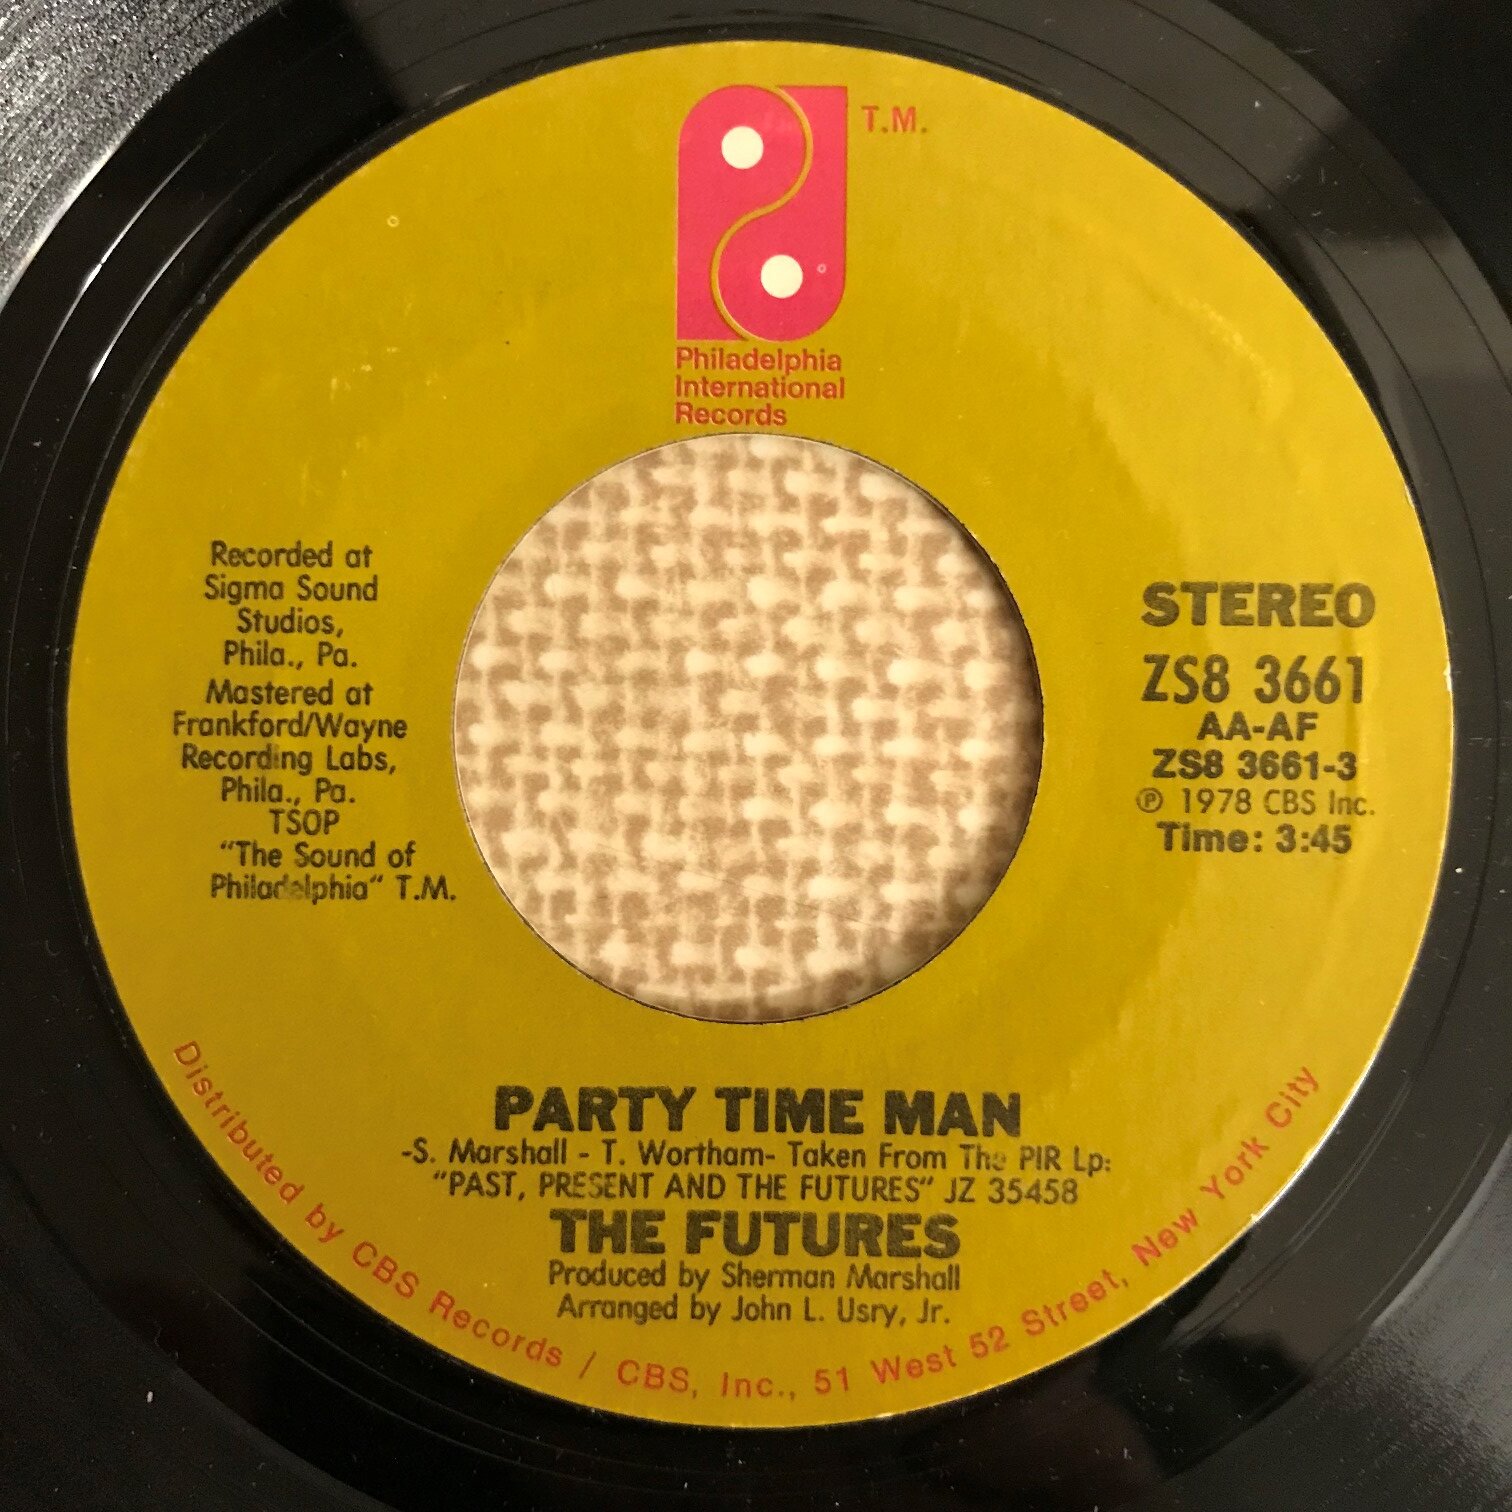 T.M.
Philadelphia
International
Records
Recorded at
Sigma Sound
Studios,
Phila., Pa.
Mastered at
Frankford/Wayne
Recording Labs,
Phila., Pa.
TSOP
"The Sound of
Philadelphia" T.M.
STEREO
ZS8 3661
AA-AF
ZS8 3661-3
℗ 1978 CBS Inc.
Time: 3:45
PARTY TIME MAN
-S. Marshall - T. Wortham- Taken From The PIR Lp:
"PAST, PRESENT AND THE FUTURES" JZ 35458
THE FUTURES
Produced by Sherman Marshall
Arranged by John L. Usry, Jr.
Distributed by CBS Records / CBS, Inc., 51 West 52 Street, New York City